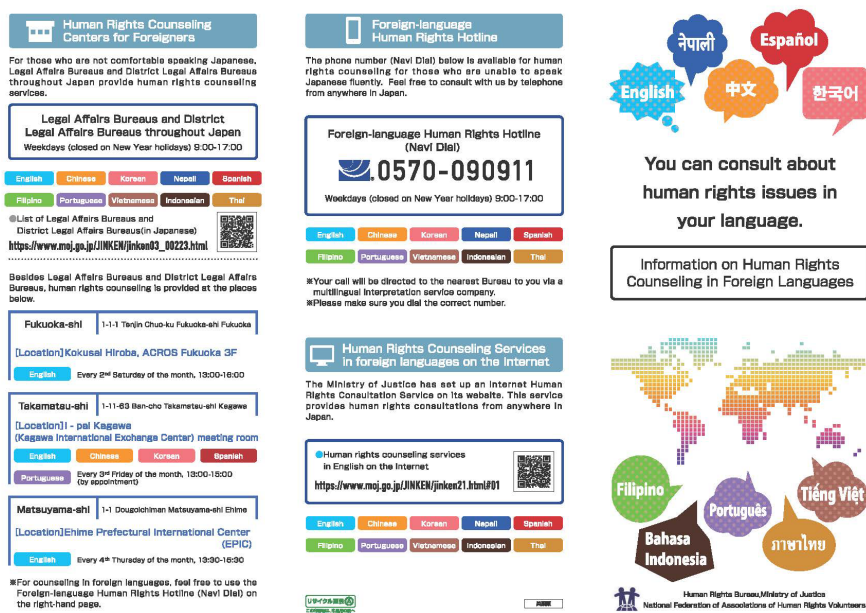 Human Rights Counseling
Centers for Foreigners
For those who are not comfortable speaking Japanese,
Legal Affairs Bureaus and District Legal Affairs Bureaus
throughout Japan provide human rights counseling
services.
Legal Affairs Bureaus and District
Legal Affairs Bureaus throughout Japan
Weekdays (closed on New Year holidays) 9:00-17:00
English Chinese Korean Nepali Spanish
Filipino Portuguese Vietnamese Indonesian Thai
●List of Legal Affairs Bureaus and
District Legal Affairs Bureaus(in Japanese)
https://www.moj.go.jp/JINKEN/jinken03_00223.html
Besides Legal Affairs Bureaus and District Legal Affairs
Bureaus, human rights counseling is provided at the places
below.
Fukuoka-shi 1-1-1 Tenjin Chuo-ku Fukuoka-shi Fukuoka
[Location]Kokusai Hiroba, ACROS Fukuoka 3F
English Every 2nd Saturday of the month, 13:00-16:00
Takamatsu-shi 1-11-63 Ban-cho Takamatsu-shi Kagawa
[Location]I - pal Kagawa
(Kagawa International Exchange Center) meeting room
English Chinese Korean Spanish
Portuguese Every 3rd Friday of the month, 13:00-15:00
(by appointment)
Matsuyama-shi 1-1 Dougoichiman Matsuyama-shi Ehime
[Location]Ehime Prefectural International Center
(EPIC)
English Every 4th Thursday of the month, 13:30-15:30
※For counseling in foreign languages, feel free to use the
Foreign-language Human Rights Hotline (Navi Dial) on
the right-hand page.
Foreign-language
Human Rights Hotline
The phone number (Navi Dial) below is available for human
rights counseling for those who are unable to speak
Japanese fluently. Feel free to consult with us by telephone
from anywhere in Japan.
Foreign-language Human Rights Hotline
(Navi Dial)
0570-090911
Weekdays (closed on New Year holidays) 9:00-17:00
English Chinese Korean Nepali Spanish
Filipino Portuguese Vietnamese Indonesian Thai
※Your call will be directed to the nearest Bureau to you via a
multilingual interpretation service company.
※Please make sure you dial the correct number.
Human Rights Counseling Services
in foreign languages on the Internet
The Ministry of Justice has set up an Internet Human
Rights Consultation Service on its website. This service
provides human rights consultations from anywhere in
Japan.
●Human rights counseling services
in English on the Internet
https://www.moj.go.jp/JINKEN/jinken21.html#01
English Chinese Korean Nepali Spanish
Filipino Portuguese Vietnamese Indonesian Thai
リサイクル適性Ⓐ
नेपाली
Español
English
中文
한국어
You can consult about
human rights issues in
your language.
Information on Human Rights
Counseling in Foreign Languages
Filipino
Português
Tiếng Việt
Bahasa
Indonesia
ภาษาไทย
Human Rights Bureau,Ministry of Justice
National Federation of Associations of Human Rights Volunteers